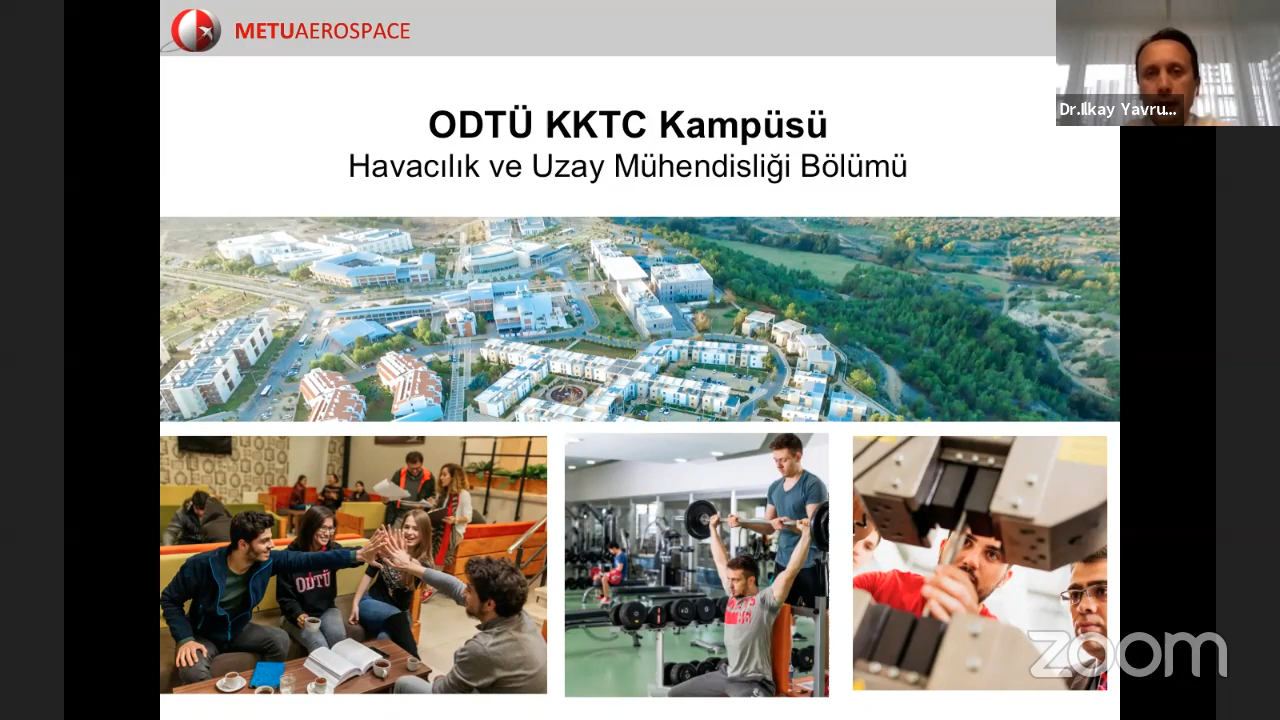 METUAEROSPACE
Dr.Ilkay Yavru...
ODTÜ KKTC Kampüsü
Havacılık ve Uzay Mühendisliği Bölümü
ODTÜ
zoom